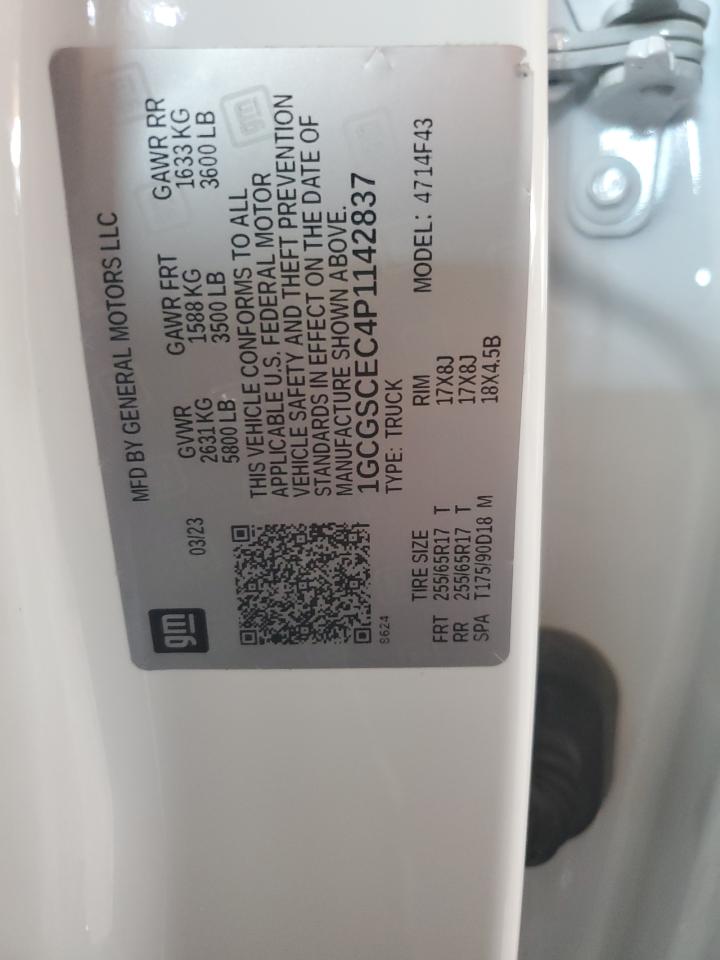 gm
MFD BY GENERAL MOTORS LLC
03/23
GVWR GAWR FRT GAWR RR
2631 KG 1588 KG 1633 KG
5800 LB 3500 LB 3600 LB
THIS VEHICLE CONFORMS TO ALL
APPLICABLE U.S. FEDERAL MOTOR
VEHICLE SAFETY AND THEFT PREVENTION
STANDARDS IN EFFECT ON THE DATE OF
MANUFACTURE SHOWN ABOVE.
1GCGSCEC4P1142837
TYPE: TRUCK
8624
MODEL: 4714F43
TIRE SIZE RIM
FRT 255/65R17 T 17X8J
RR 255/65R17 T 17X8J
SPA T175/90D18 M 18X4.5B